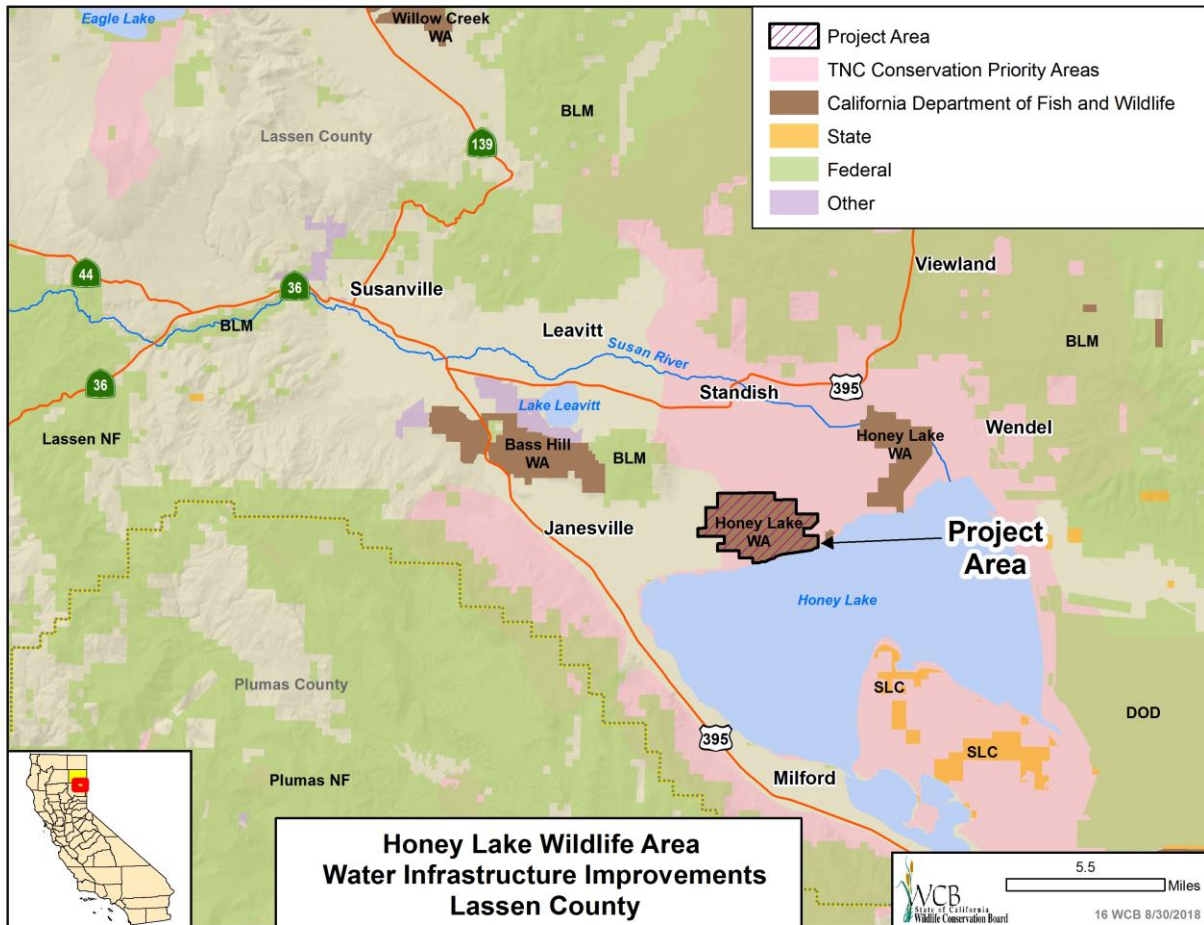 Eagle Lake
Willow Creek
WA
Project Area
TNC Conservation Priority Areas
California Department of Fish and Wildlife
State
Federal
Other
BLM
Lassen County
139
Viewland
44
36
Susanville
BLM
Leavitt
BLM
Susan River
395
36
Standish
Lake Leavitt
Wendel
Lassen NF
Bass Hill
WA
BLM
Honey Lake
WA
Janesville
Honey Lake
WA
Project
Area
Honey Lake
Plumas County
SLC
DOD
395
SLC
Plumas NF
Milford
Honey Lake Wildlife Area
Water Infrastructure Improvements
Lassen County
WCB
State of California
Wildlife Conservation Board
5.5
Miles
16 WCB 8/30/2018